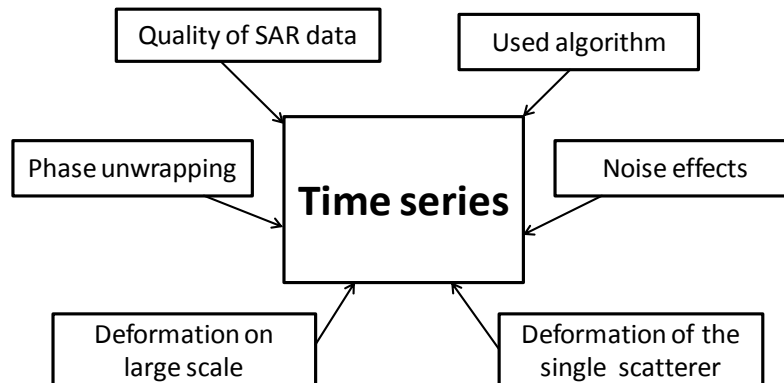 Quality of SAR data
Used algorithm
Phase unwrapping
Noise effects
Time series
Deformation on
large scale
Deformation of the
single scatterer